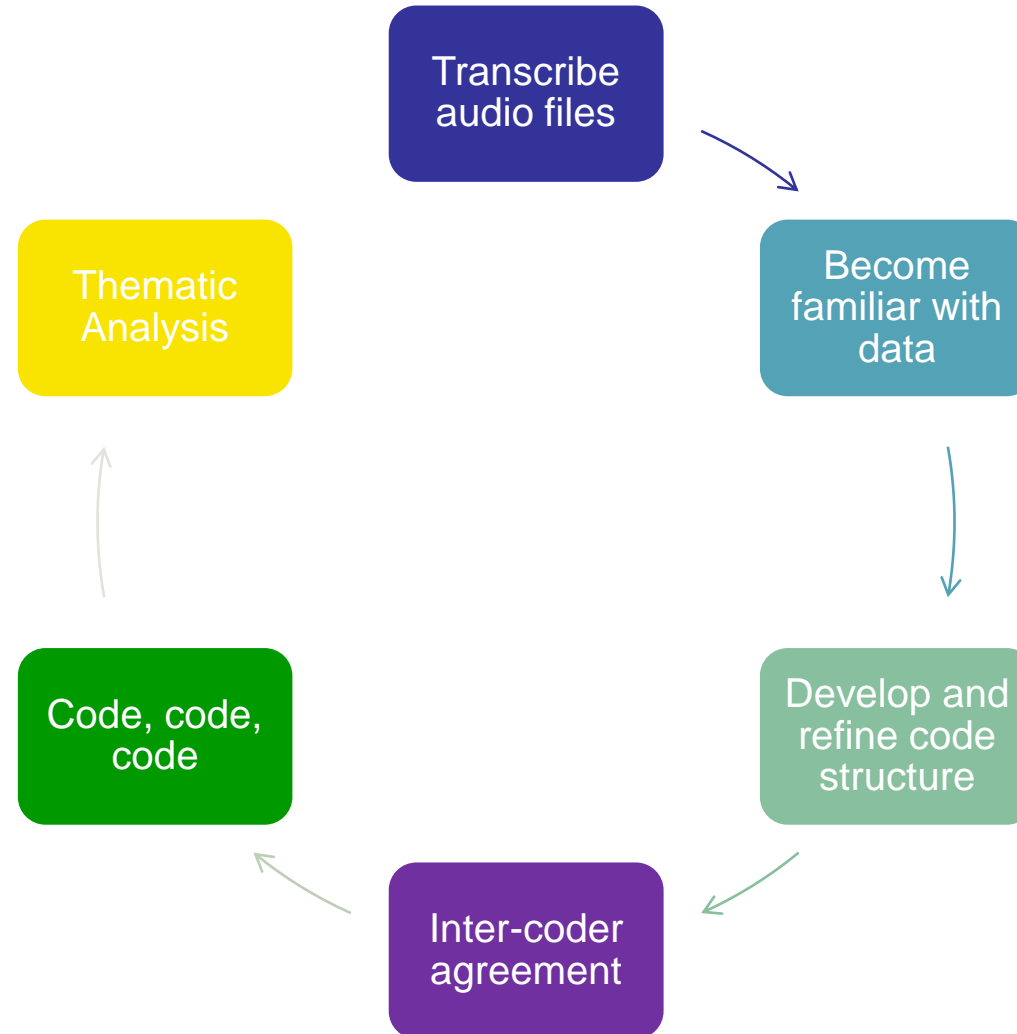 Transcribe
audio files
Become
familiar with
data
Develop and
refine code
structure
Inter-coder
agreement
Code, code,
code
Thematic
Analysis